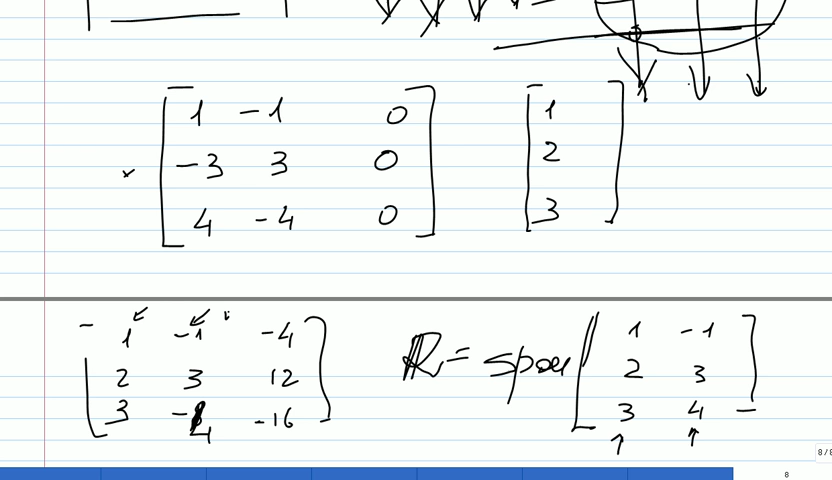 1 -1 0 1
-3 3 0 2
4 -4 0 3
1 -1 -4 R = span 1 -1
2 3 12 2 3
3 -4 -16 3 4
8 / 8
8